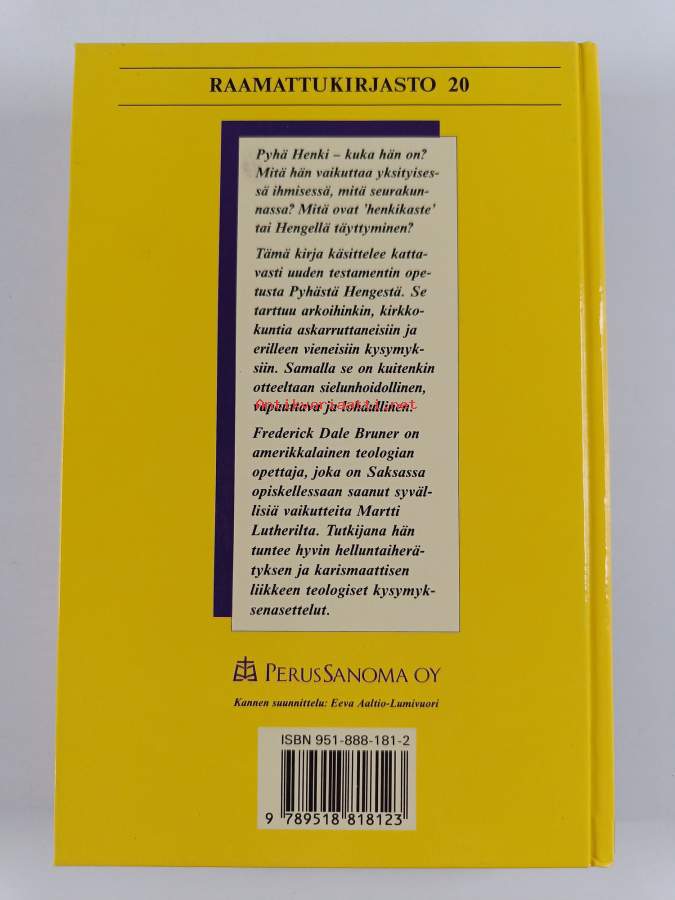 RAAMATTUKIRJASTO 20
Pyhä Henki – kuka hän on?
Mitä hän vaikuttaa yksityises-
sä ihmisessä, mitä seurakun-
nassa? Mitä ovat 'henkikaste'
tai Hengellä täyttyminen?
Tämä kirja käsittelee katta-
vasti uuden testamentin ope-
tusta Pyhästä Hengestä. Se
tarttuu arkoihinkin, kirkko-
kuntia askarruttaneisiin ja
erilleen vieneisiin kysymyk-
siin. Samalla se on kuitenkin
otteeltaan sielunhoidollinen,
vapauttava ja lohdullinen.
Antikvariaatti.net
Frederick Dale Bruner on
amerikkalainen teologian
opettaja, joka on Saksassa
opiskellessaan saanut syväl-
lisiä vaikutteita Martti
Lutherilta. Tutkijana hän
tuntee hyvin helluntaiherä-
tyksen ja karismaattisen
liikkeen teologiset kysymyk-
senasettelut.
PERUSSANOMA OY
Kannen suunnittelu: Eeva Aaltio-Lumivuori
ISBN 951-888-181-2
9 789518 818123